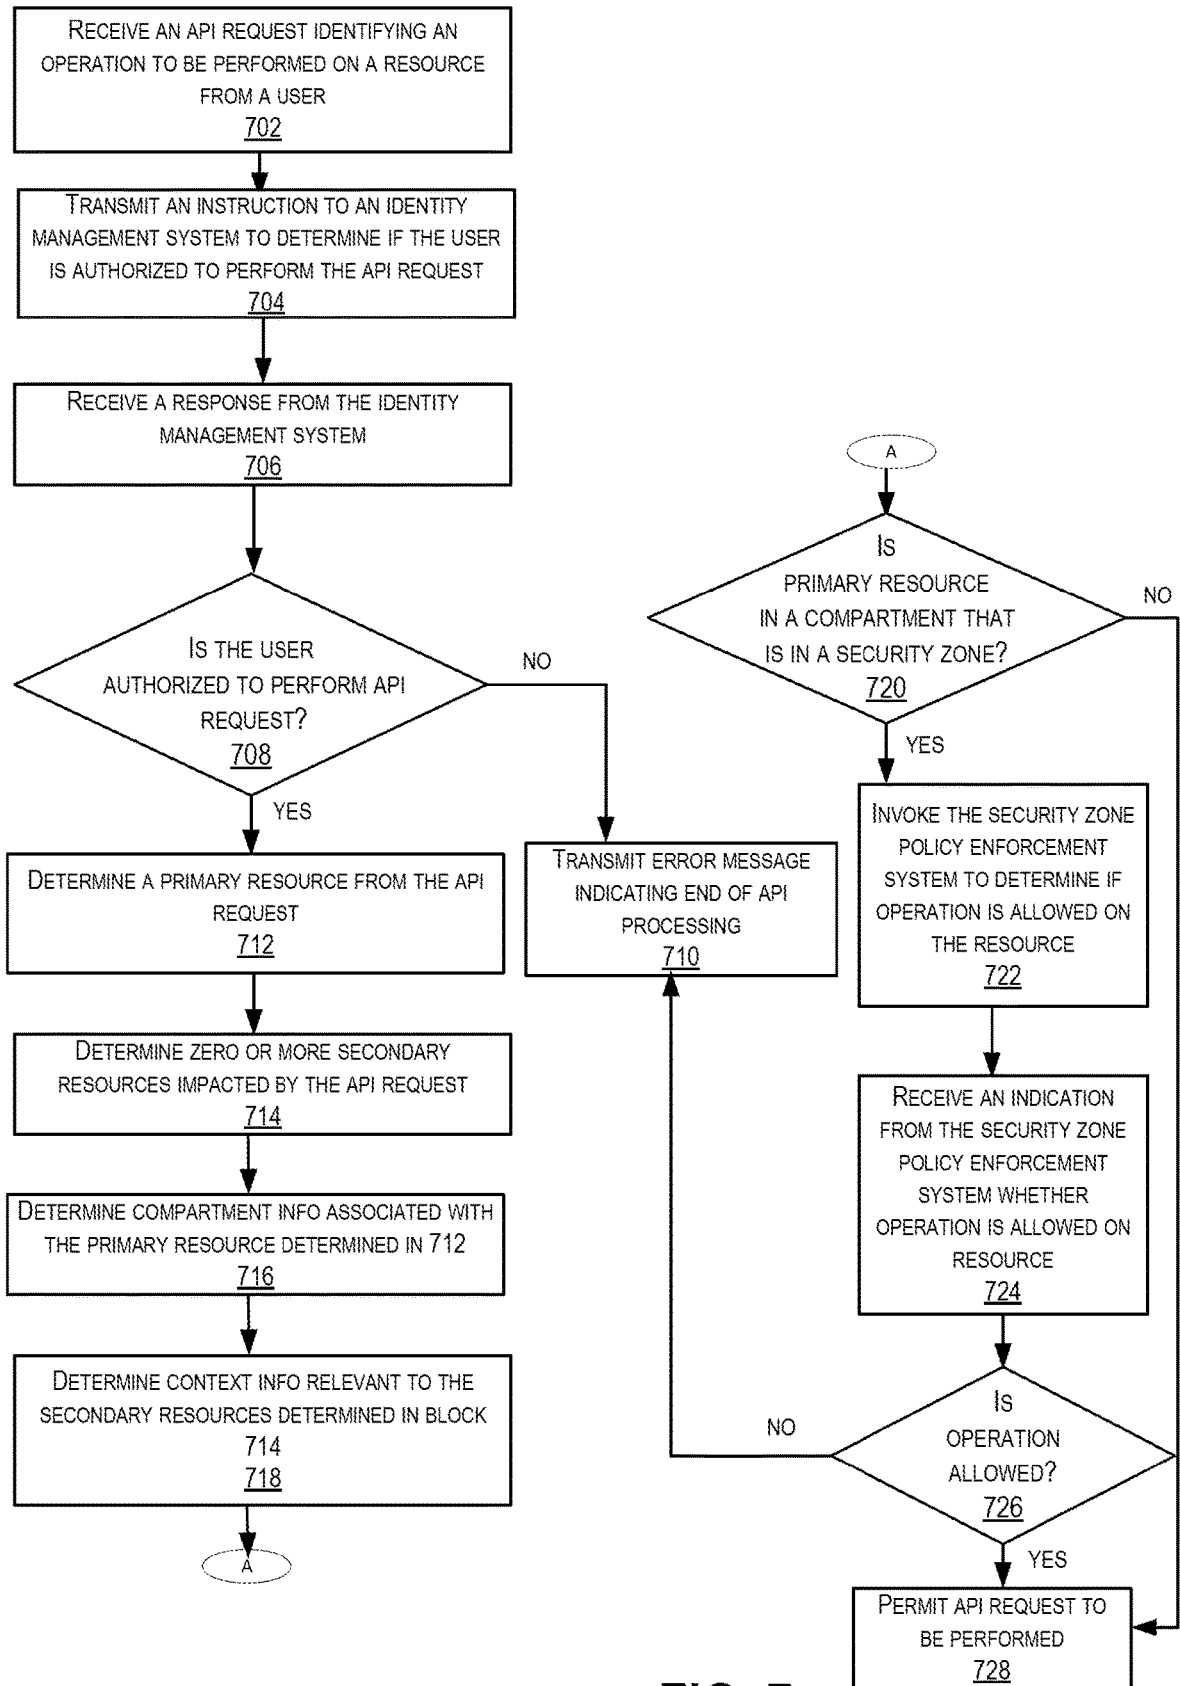 RECEIVE AN API REQUEST IDENTIFYING AN
OPERATION TO BE PERFORMED ON A RESOURCE
FROM A USER
702
TRANSMIT AN INSTRUCTION TO AN IDENTITY
MANAGEMENT SYSTEM TO DETERMINE IF THE USER
IS AUTHORIZED TO PERFORM THE API REQUEST
704
RECEIVE A RESPONSE FROM THE IDENTITY
MANAGEMENT SYSTEM
706
IS THE USER
AUTHORIZED TO PERFORM API
REQUEST?
708
NO
YES
TRANSMIT ERROR MESSAGE
INDICATING END OF API
PROCESSING
710
DETERMINE A PRIMARY RESOURCE FROM THE API
REQUEST
712
DETERMINE ZERO OR MORE SECONDARY
RESOURCES IMPACTED BY THE API REQUEST
714
DETERMINE COMPARTMENT INFO ASSOCIATED WITH
THE PRIMARY RESOURCE DETERMINED IN 712
716
DETERMINE CONTEXT INFO RELEVANT TO THE
SECONDARY RESOURCES DETERMINED IN BLOCK
714
718
A
A
IS
PRIMARY RESOURCE
IN A COMPARTMENT THAT
IS IN A SECURITY ZONE?
720
NO
YES
INVOKE THE SECURITY ZONE
POLICY ENFORCEMENT
SYSTEM TO DETERMINE IF
OPERATION IS ALLOWED ON
THE RESOURCE
722
RECEIVE AN INDICATION
FROM THE SECURITY ZONE
POLICY ENFORCEMENT
SYSTEM WHETHER
OPERATION IS ALLOWED ON
RESOURCE
724
IS
OPERATION
ALLOWED?
726
NO
YES
PERMIT API REQUEST TO
BE PERFORMED
728